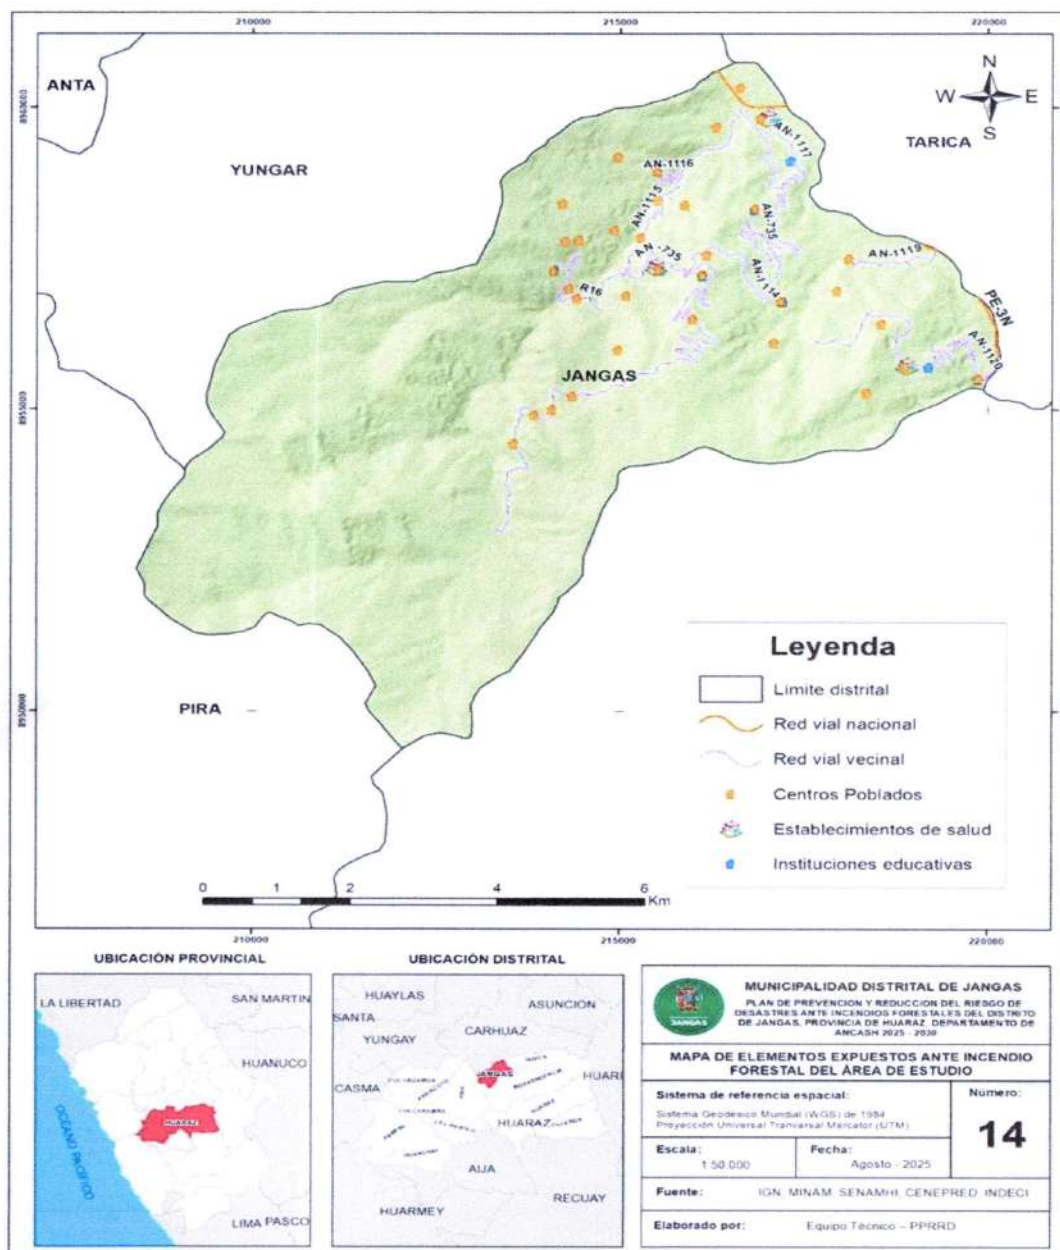 210000
215000
220000
8960000
8955000
8950000
ANTA
YUNGAR
TARICA
N
W
E
S
AN-1117
AN-1116
AN-1115
AN-735
AN-735
AN-1119
R16
AN-1114
PE-3N
AN-1120
JANGAS
PIRA
Leyenda
Límite distrital
Red vial nacional
Red vial vecinal
Centros Poblados
Establecimientos de salud
Instituciones educativas
0 1 2 4 6
Km
210000
215000
220000
UBICACIÓN PROVINCIAL
LA LIBERTAD
SAN MARTIN
HUANUCO
HUARAZ
OCÉANO PACÍFICO
LIMA
PASCO
UBICACIÓN DISTRITAL
HUAYLAS
ASUNCION
SANTA
CARHUAZ
YUNGAY
JANGAS
HUARI
CASMA
HUARAZ
AIJA
RECUAY
HUARMEY
JANGAS
MUNICIPALIDAD DISTRITAL DE JANGAS
PLAN DE PREVENCION Y REDUCCION DEL RIESGO DE
DESASTRES ANTE INCENDIOS FORESTALES DEL DISTRITO
DE JANGAS, PROVINCIA DE HUARAZ, DEPARTAMENTO DE
ANCASH 2025 - 2030
MAPA DE ELEMENTOS EXPUESTOS ANTE INCENDIO
FORESTAL DEL ÁREA DE ESTUDIO
Sistema de referencia espacial:
Sistema Geodésico Mundial (WGS) de 1984
Proyección Universal Tranversal Mercator (UTM)
Número:
14
Escala:
1:50.000
Fecha:
Agosto - 2025
Fuente: IGN, MINAM, SENAMHI, CENEPRED, INDECI
Elaborado por: Equipo Técnico – PPRRD